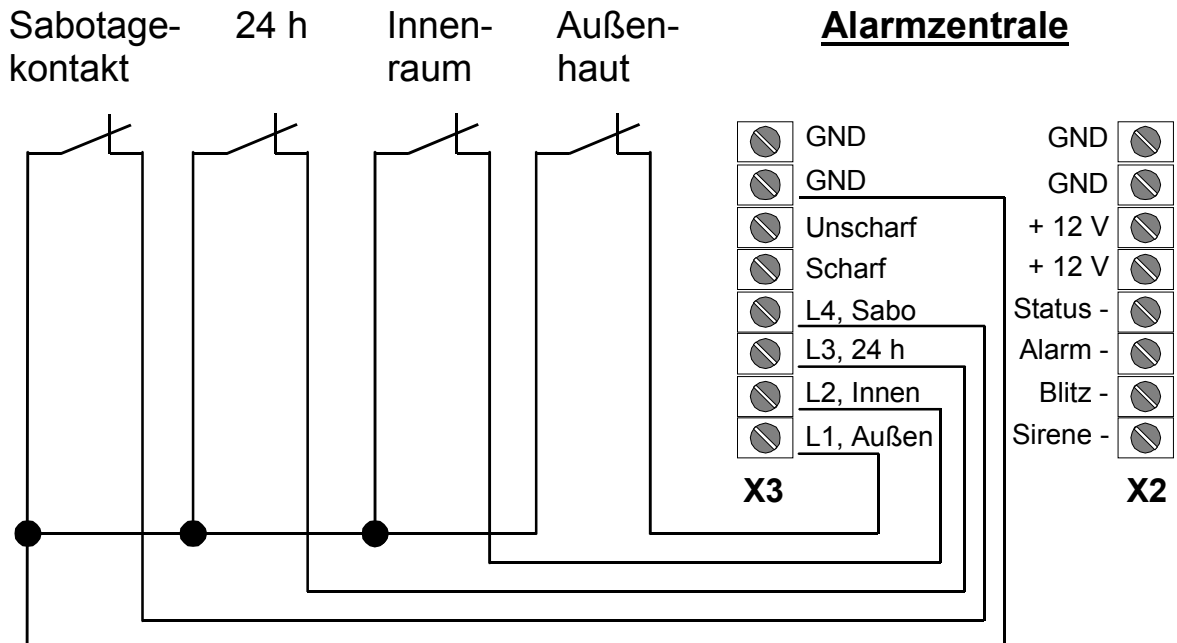 Sabotage-
kontakt
24 h
Innen-
raum
Außen-
haut
Alarmzentrale
GND
GND
Unscharf
Scharf
L4, Sabo
L3, 24 h
L2, Innen
L1, Außen
X3
GND
GND
+ 12 V
+ 12 V
Status -
Alarm -
Blitz -
Sirene -
X2